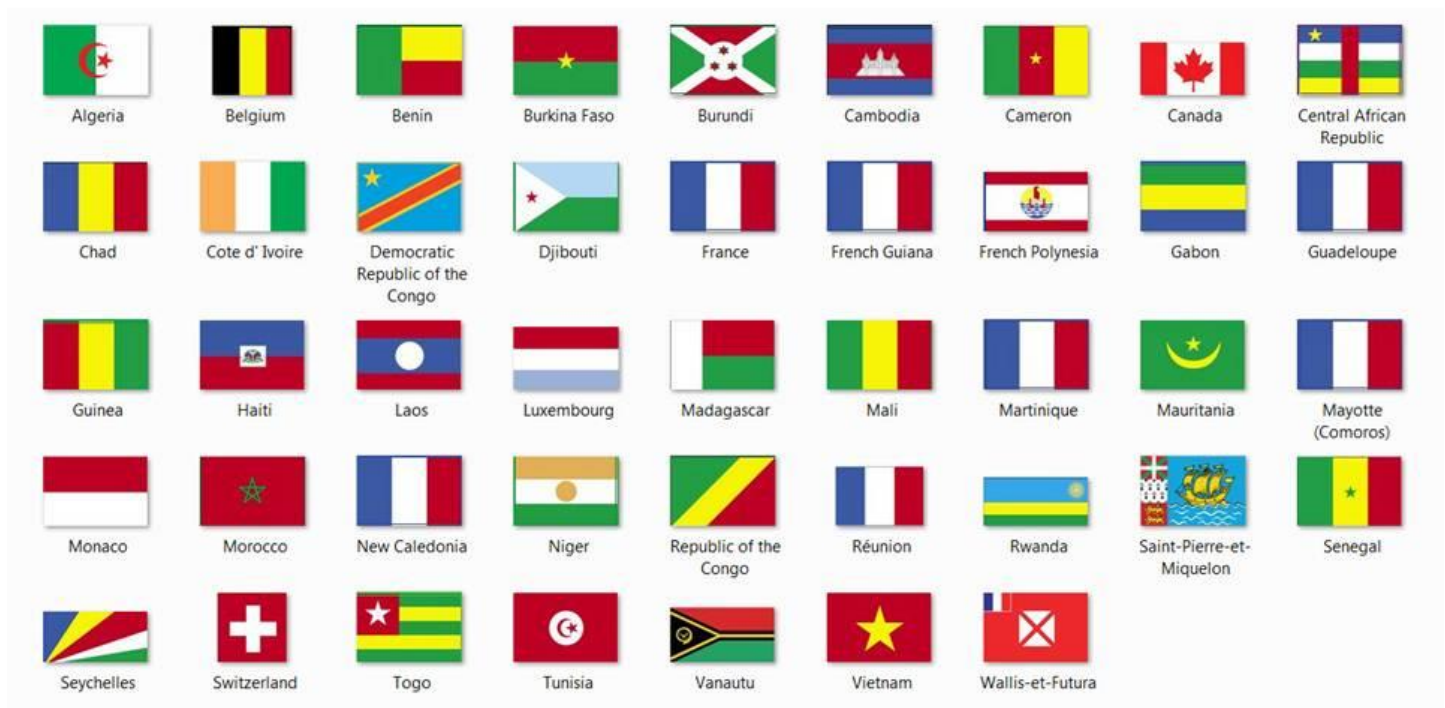 Algeria
Belgium
Benin
Burkina Faso
Burundi
Cambodia
Cameron
Canada
Central African
Republic
Chad
Cote d' Ivoire
Democratic
Republic of the
Congo
Djibouti
France
French Guiana
French Polynesia
Gabon
Guadeloupe
Guinea
Haiti
Laos
Luxembourg
Madagascar
Mali
Martinique
Mauritania
Mayotte
(Comoros)
Monaco
Morocco
New Caledonia
Niger
Republic of the
Congo
Réunion
Rwanda
Saint-Pierre-et-
Miquelon
Senegal
Seychelles
Switzerland
Togo
Tunisia
Vanautu
Vietnam
Wallis-et-Futura